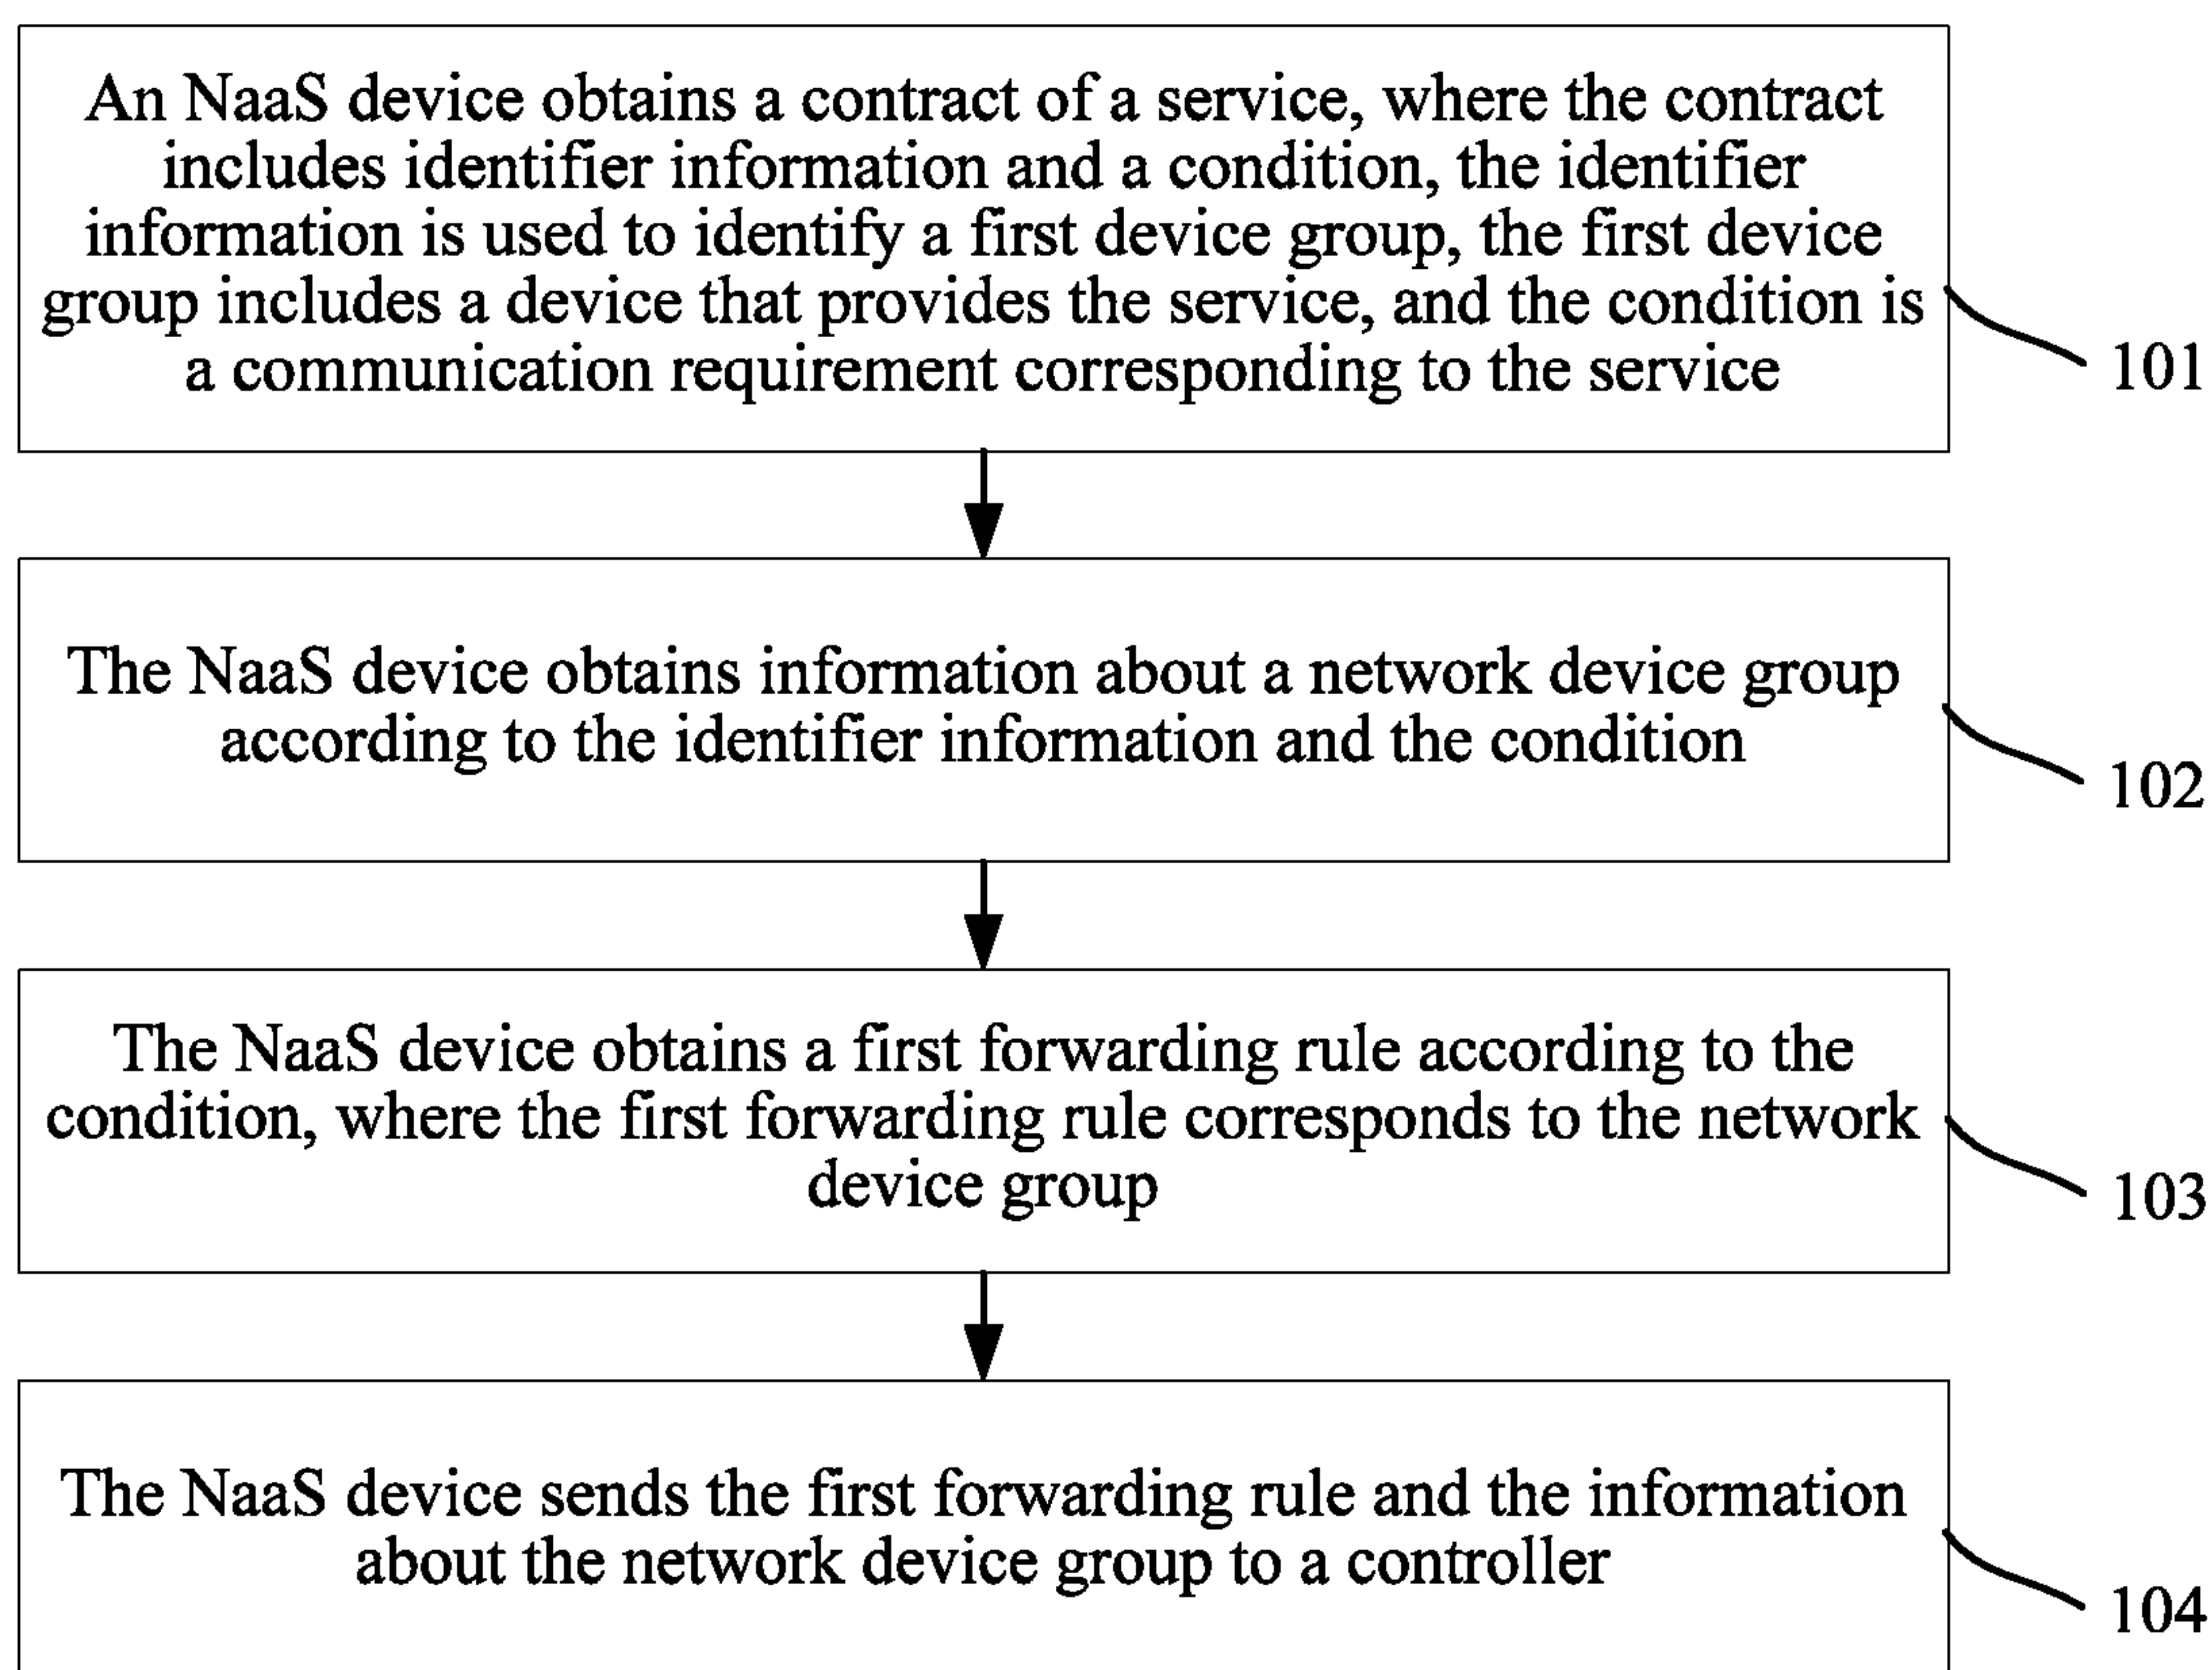 An NaaS device obtains a contract of a service, where the contract
includes identifier information and a condition, the identifier
information is used to identify a first device group, the first device
group includes a device that provides the service, and the condition is
a communication requirement corresponding to the service
101
The NaaS device obtains information about a network device group
according to the identifier information and the condition
102
The NaaS device obtains a first forwarding rule according to the
condition, where the first forwarding rule corresponds to the network
device group
103
The NaaS device sends the first forwarding rule and the information
about the network device group to a controller
104